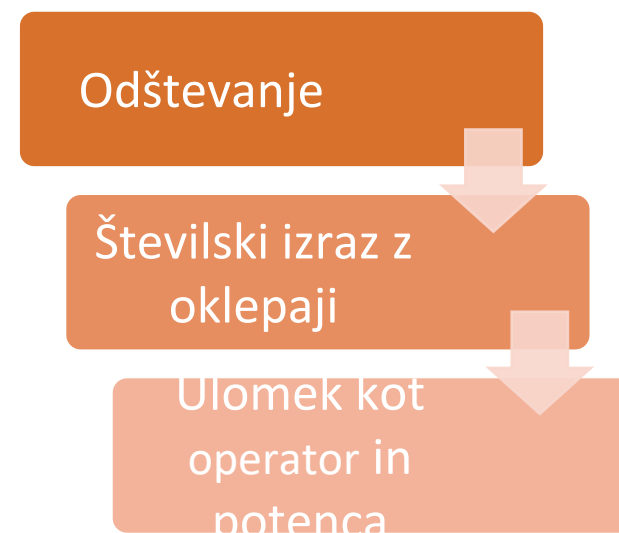 Odštevanje
Številski izraz z
oklepaji
Ulomek kot
operator in
potenca